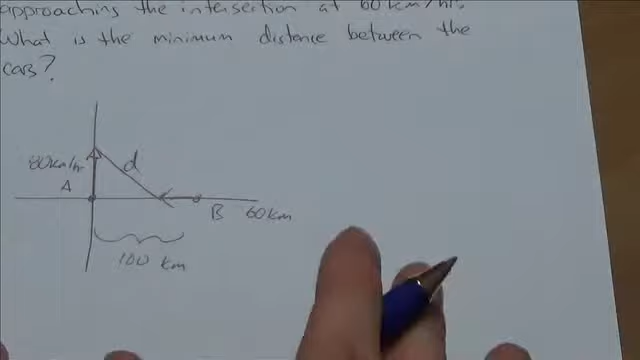 approaching the intersection at 60 km/hr.
What is the minimum distance between the
cars?
80km/hr
d
A
B 60km
100 km